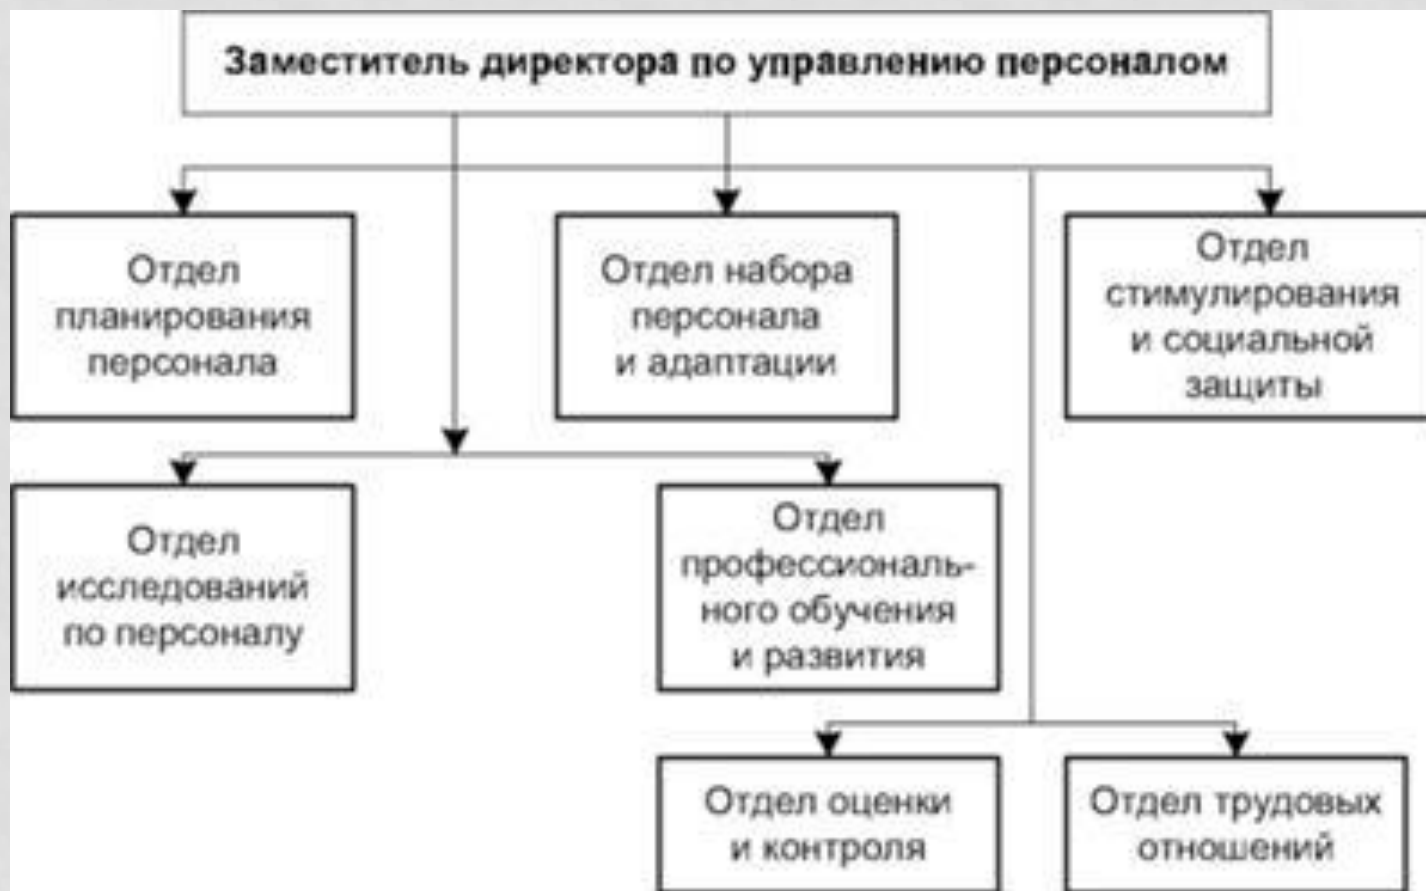 Заместитель директора по управлению персоналом
Отдел
планирования
персонала
Отдел набора
персонала
и адаптации
Отдел
стимулирования
и социальной
защиты
Отдел
исследований
по персоналу
Отдел
профессиональ-
ного обучения
и развития
Отдел оценки
и контроля
Отдел трудовых
отношений